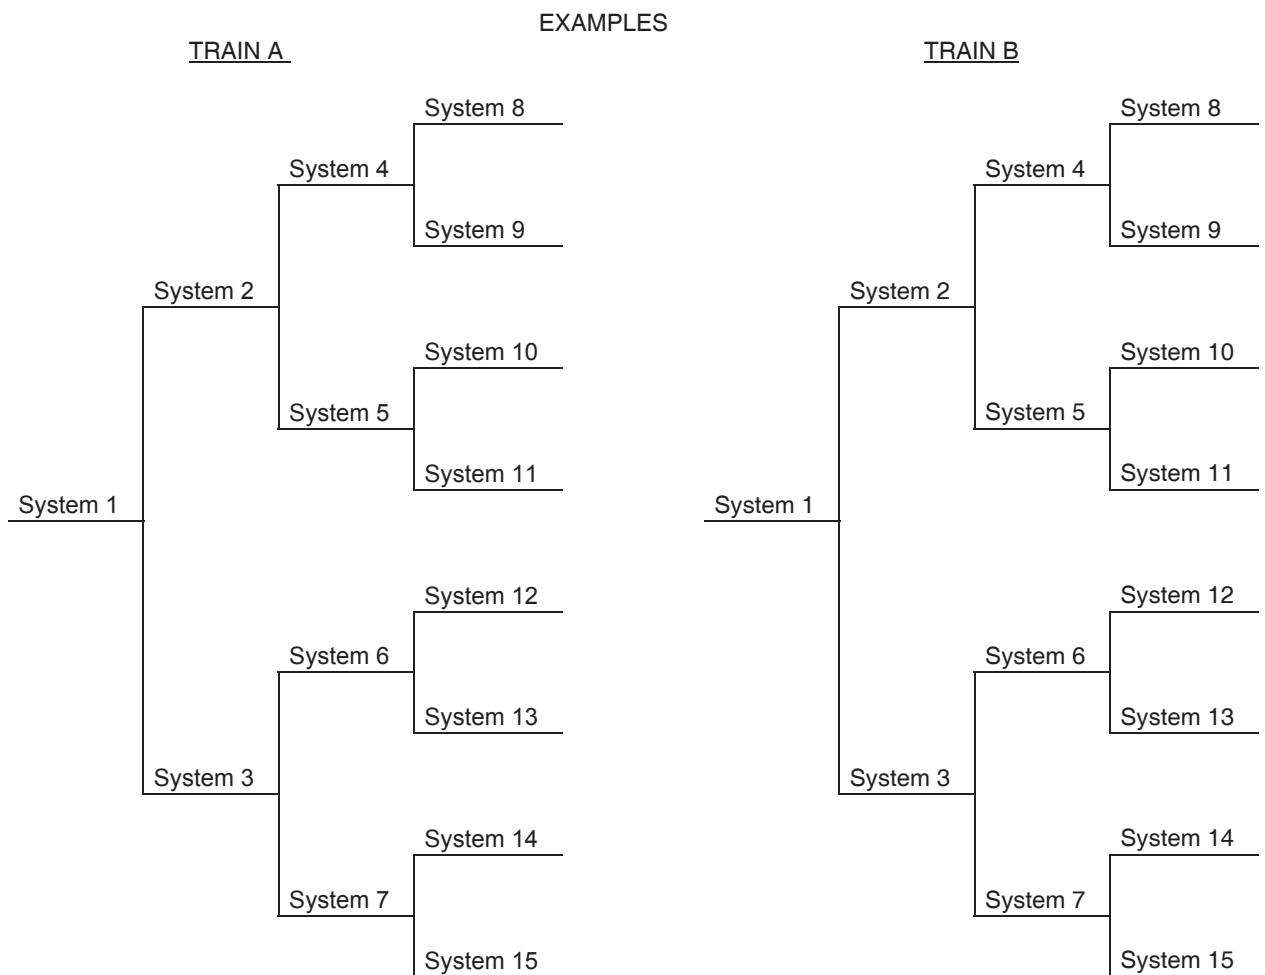 EXAMPLES
TRAIN A
System 8
System 4
System 9
System 2
System 10
System 5
System 11
System 1
System 12
System 6
System 13
System 3
System 14
System 7
System 15
TRAIN B
System 8
System 4
System 9
System 2
System 10
System 5
System 11
System 1
System 12
System 6
System 13
System 3
System 14
System 7
System 15